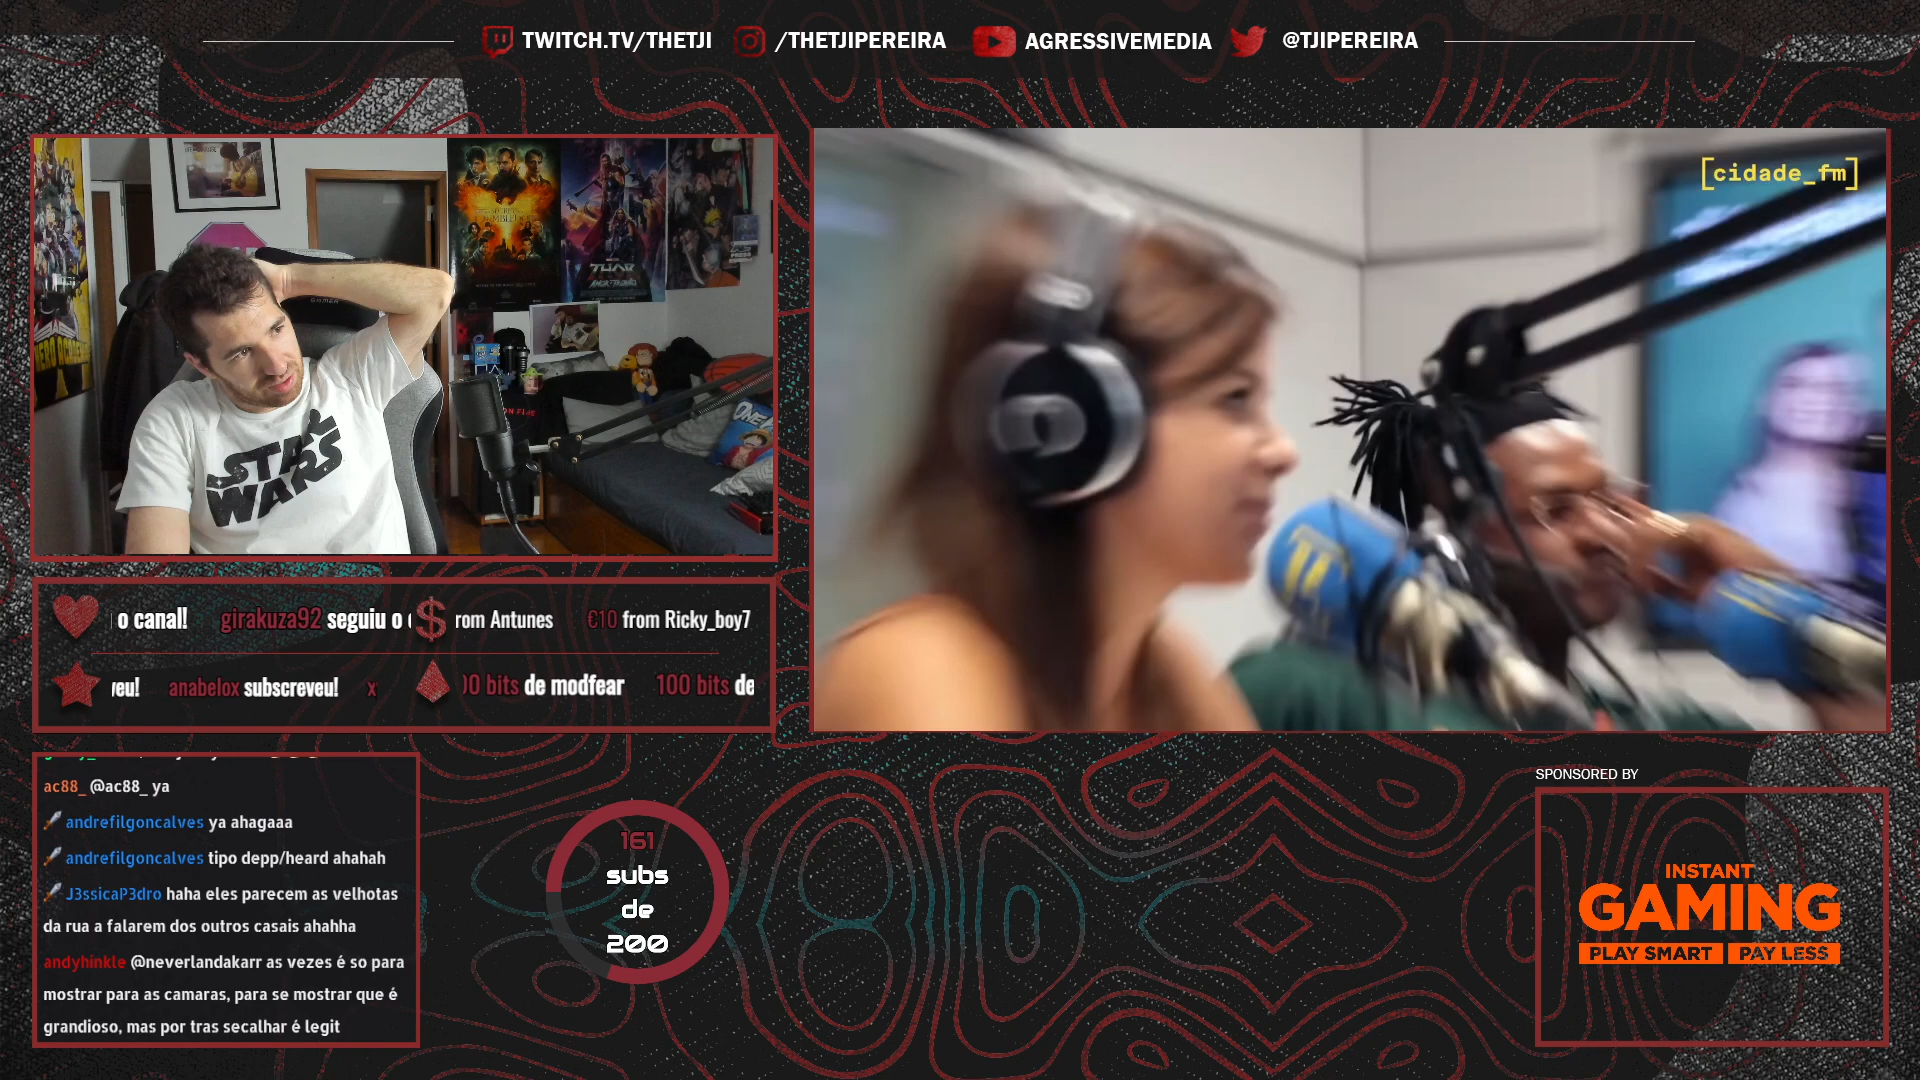 TWITCH.TV/THETJI
/THETJIPEREIRA
AGRESSIVEMEDIA
@TJIPEREIRA
[cidade_fm]
THOR
STAR
WARS
o canal! girakuza92 seguiu o
rom Antunes €10 from Ricky_boy7
reu! anabelox subscreveu! x
00 bits de modfear 100 bits de
ac88_ @ac88_ ya
andrefilgoncalves ya ahagaaa
andrefilgoncalves tipo depp/heard ahahah
J3ssicaP3dro haha eles parecem as velhotas
da rua a falarem dos outros casais ahahha
andyhinkle @neverlandakarr as vezes é so para
mostrar para as camaras, para se mostrar que é
grandioso, mas por tras secalhar é legit
161
subs
de
200
SPONSORED BY
INSTANT
GAMING
PLAY SMART PAY LESS